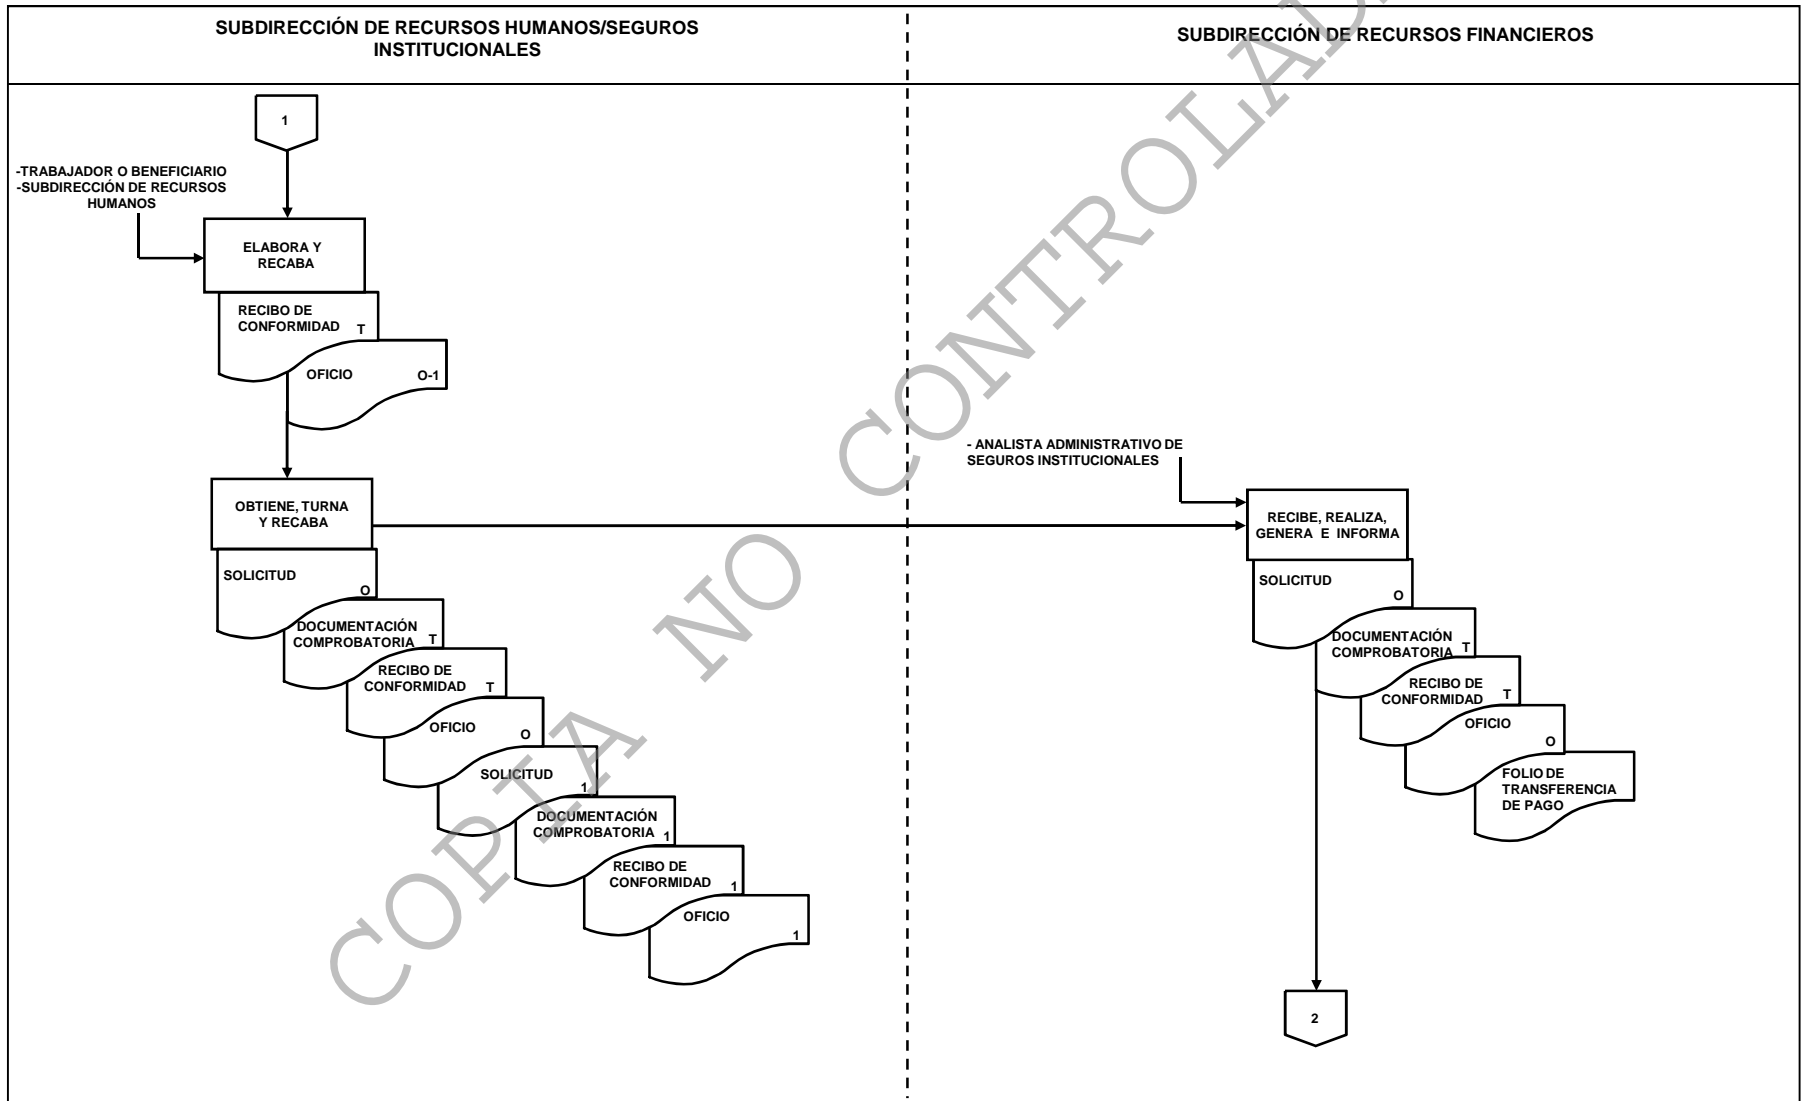 SUBDIRECCIÓN DE RECURSOS HUMANOS/SEGUROS
INSTITUCIONALES
SUBDIRECCIÓN DE RECURSOS FINANCIEROS
1
-TRABAJADOR O BENEFICIARIO
-SUBDIRECCIÓN DE RECURSOS
HUMANOS
ELABORA Y
RECABA
RECIBO DE
CONFORMIDAD T
OFICIO O-1
OBTIENE, TURNA
Y RECABA
SOLICITUD
O
DOCUMENTACIÓN
COMPROBATORIA T
RECIBO DE
CONFORMIDAD T
OFICIO
O
SOLICITUD
1
DOCUMENTACIÓN
COMPROBATORIA 1
RECIBO DE
CONFORMIDAD 1
OFICIO
1
- ANALISTA ADMINISTRATIVO DE
SEGUROS INSTITUCIONALES
RECIBE, REALIZA,
GENERA E INFORMA
SOLICITUD
O
DOCUMENTACIÓN
COMPROBATORIA T
RECIBO DE
CONFORMIDAD T
OFICIO
O
FOLIO DE
TRANSFERENCIA
DE PAGO
2
COPIA NO CONTROLAD